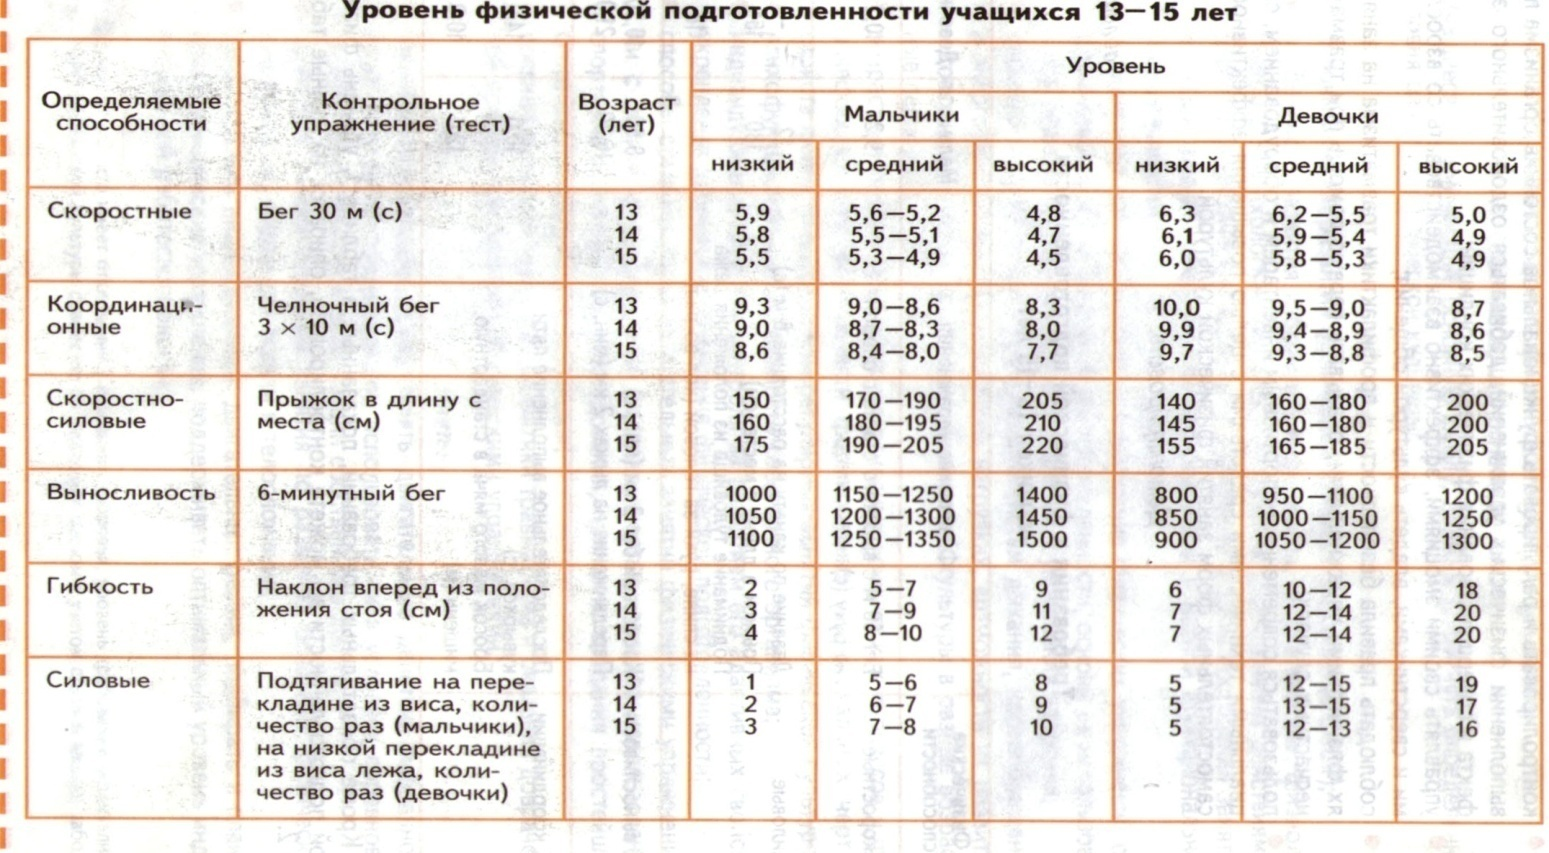 Уровень физической подготовленности учащихся 13—15 лет
Определяемые способности | Контрольное упражнение (тест) | Возраст (лет) | Уровень
Мальчики | Девочки
низкий | средний | высокий | низкий | средний | высокий
Скоростные | Бег 30 м (с) | 13 | 5,9 | 5,6—5,2 | 4,8 | 6,3 | 6,2—5,5 | 5,0
14 | 5,8 | 5,5—5,1 | 4,7 | 6,1 | 5,9—5,4 | 4,9
15 | 5,5 | 5,3—4,9 | 4,5 | 6,0 | 5,8—5,3 | 4,9
Координаци- | Челночный бег | 13 | 9,3 | 9,0—8,6 | 8,3 | 10,0 | 9,5—9,0 | 8,7
онные | 3 × 10 м (с) | 14 | 9,0 | 8,7—8,3 | 8,0 | 9,9 | 9,4—8,9 | 8,6
15 | 8,6 | 8,4—8,0 | 7,7 | 9,7 | 9,3—8,8 | 8,5
Скоростно- | Прыжок в длину с | 13 | 150 | 170—190 | 205 | 140 | 160—180 | 200
силовые | места (см) | 14 | 160 | 180—195 | 210 | 145 | 160—180 | 200
15 | 175 | 190—205 | 220 | 155 | 165—185 | 205
Выносливость | 6-минутный бег | 13 | 1000 | 1150—1250 | 1400 | 800 | 950—1100 | 1200
14 | 1050 | 1200—1300 | 1450 | 850 | 1000—1150 | 1250
15 | 1100 | 1250—1350 | 1500 | 900 | 1050—1200 | 1300
Гибкость | Наклон вперед из поло- | 13 | 2 | 5—7 | 9 | 6 | 10—12 | 18
жения стоя (см) | 14 | 3 | 7—9 | 11 | 7 | 12—14 | 20
15 | 4 | 8—10 | 12 | 7 | 12—14 | 20
Силовые | Подтягивание на пере- | 13 | 1 | 5—6 | 8 | 5 | 12—15 | 19
кладине из виса, коли- | 14 | 2 | 6—7 | 9 | 5 | 13—15 | 17
чество раз (мальчики), | 15 | 3 | 7—8 | 10 | 5 | 12—13 | 16
на низкой перекладине
из виса лежа, коли-
чество раз (девочки)